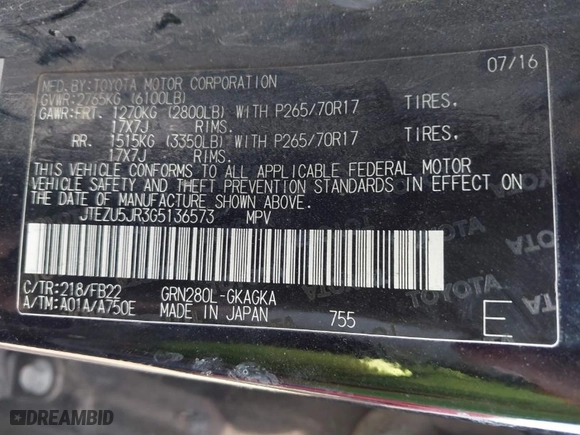 MFD.BY:TOYOTA MOTOR CORPORATION 07/16
GVWR:2765KG (6100LB)
GAWR:FRT. 1270KG (2800LB) WITH P265/70R17 TIRES,
17X7J - RIMS.
RR. 1515KG (3350LB) WITH P265/70R17 TIRES,
17X7J - RIMS.
THIS VEHICLE CONFORMS TO ALL APPLICABLE FEDERAL MOTOR
VEHICLE SAFETY AND THEFT PREVENTION STANDARDS IN EFFECT ON
THE DATE OF MANUFACTURE SHOWN ABOVE.
JTEZU5JR3G5136573 MPV
C/TR:218/FB22 GRN280L-GKAGKA
A/TM:A01A/A750E MADE IN JAPAN 755 E
DREAMBID